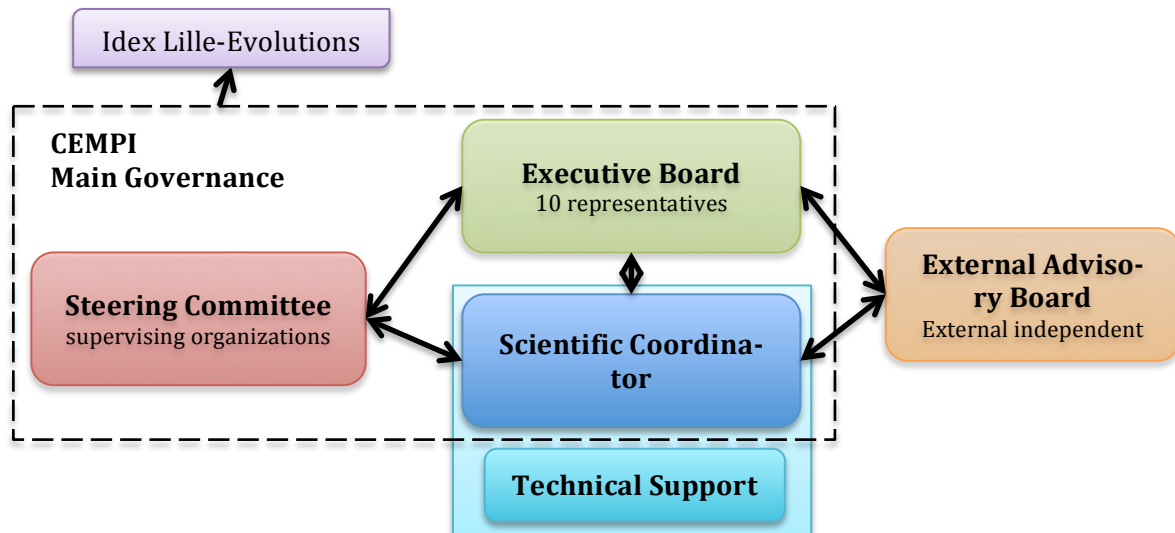 Idex Lille-Evolutions
CEMPI
Main Governance
Executive Board
10 representatives
Steering Committee
supervising organizations
External Adviso-
ry Board
External independent
Scientific Coordina-
tor
Technical Support